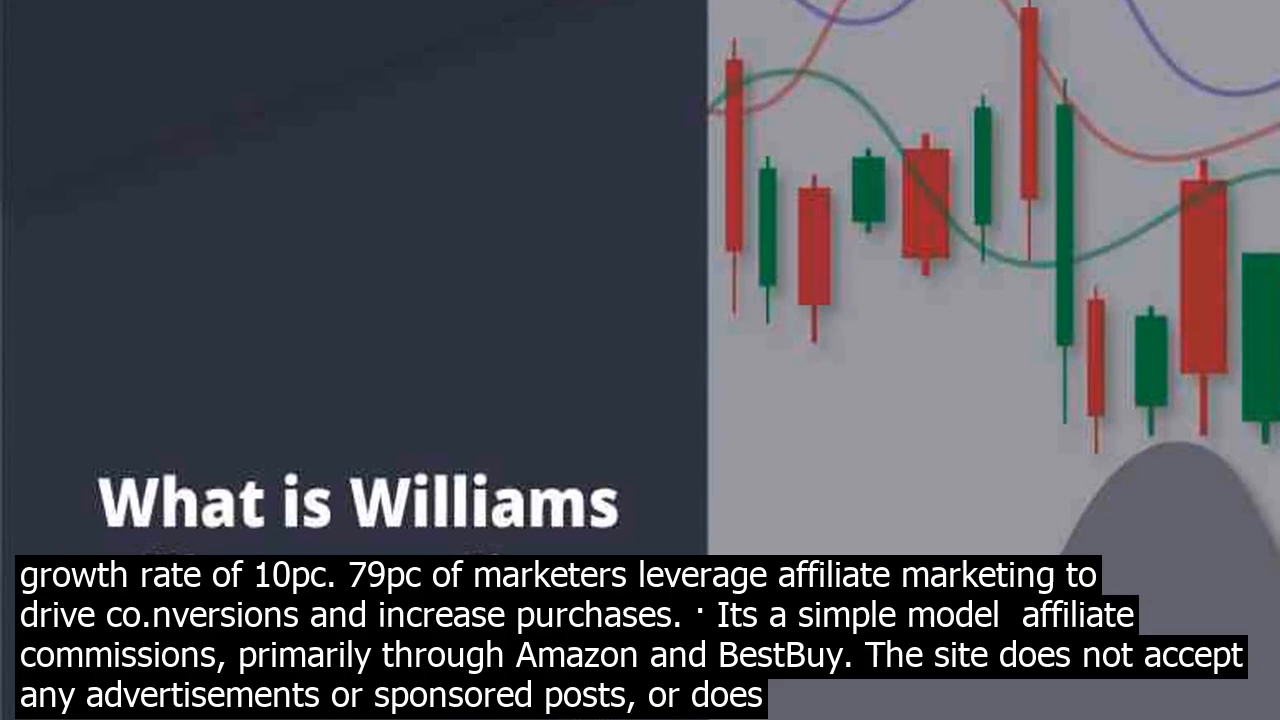 What is Williams
growth rate of 10pc. 79pc of marketers leverage affiliate marketing to
drive co.nversions and increase purchases. · Its a simple model  affiliate
commissions, primarily through Amazon and BestBuy. The site does not accept
any advertisements or sponsored posts, or does